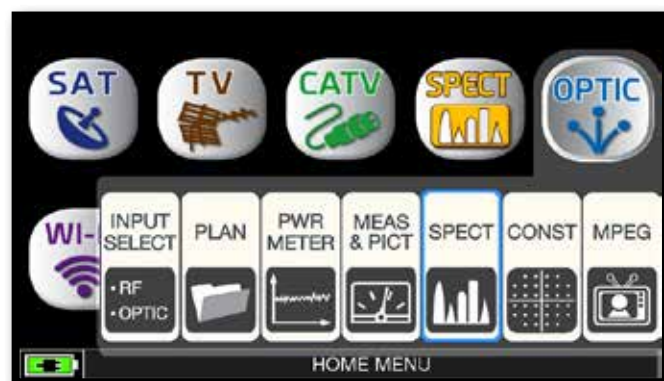 SAT
TV
CATV
SPECT
OPTIC
WI-
INPUT
SELECT
•RF
•OPTIC
PLAN
PWR
METER
MEAS
& PICT
SPECT
CONST
MPEG
HOME MENU